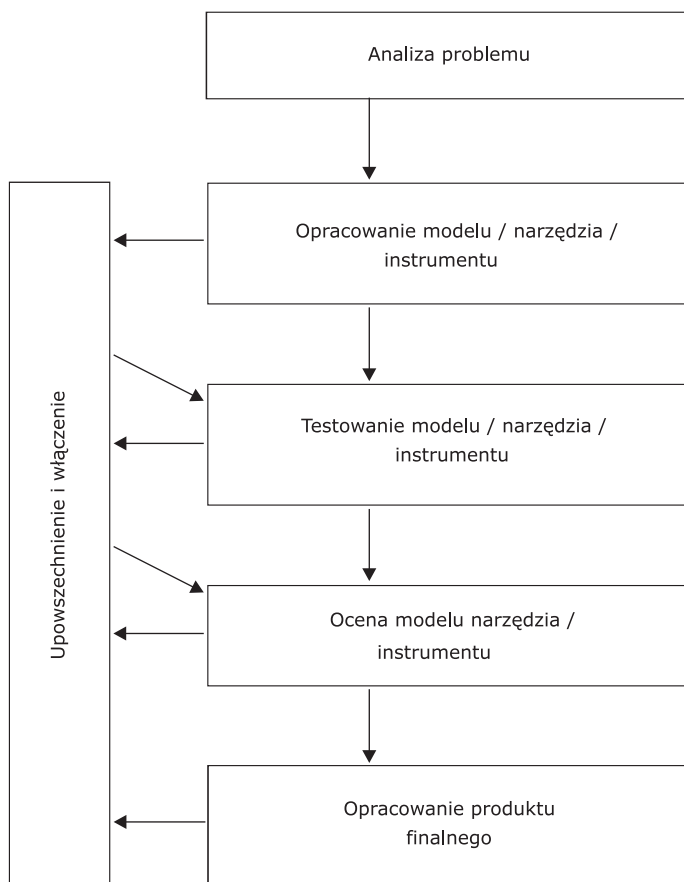 Analiza problemu
Opracowanie modelu / narzędzia /
instrumentu
Upowszechnienie i włączenie
Testowanie modelu / narzędzia /
instrumentu
Ocena modelu narzędzia /
instrumentu
Opracowanie produktu
finalnego